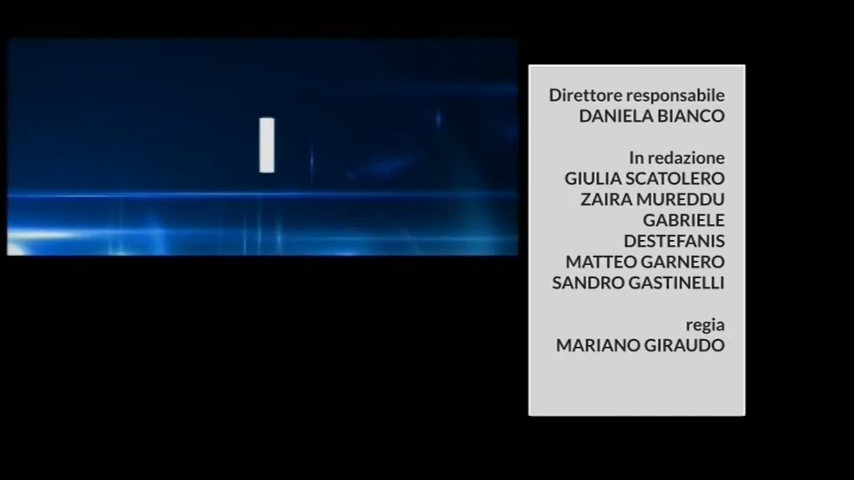 Direttore responsabile
DANIELA BIANCO
In redazione
GIULIA SCATOLERO
ZAIRA MUREDDU
GABRIELE
DESTEFANIS
MATTEO GARNERO
SANDRO GASTINELLI
regia
MARIANO GIRAUDO